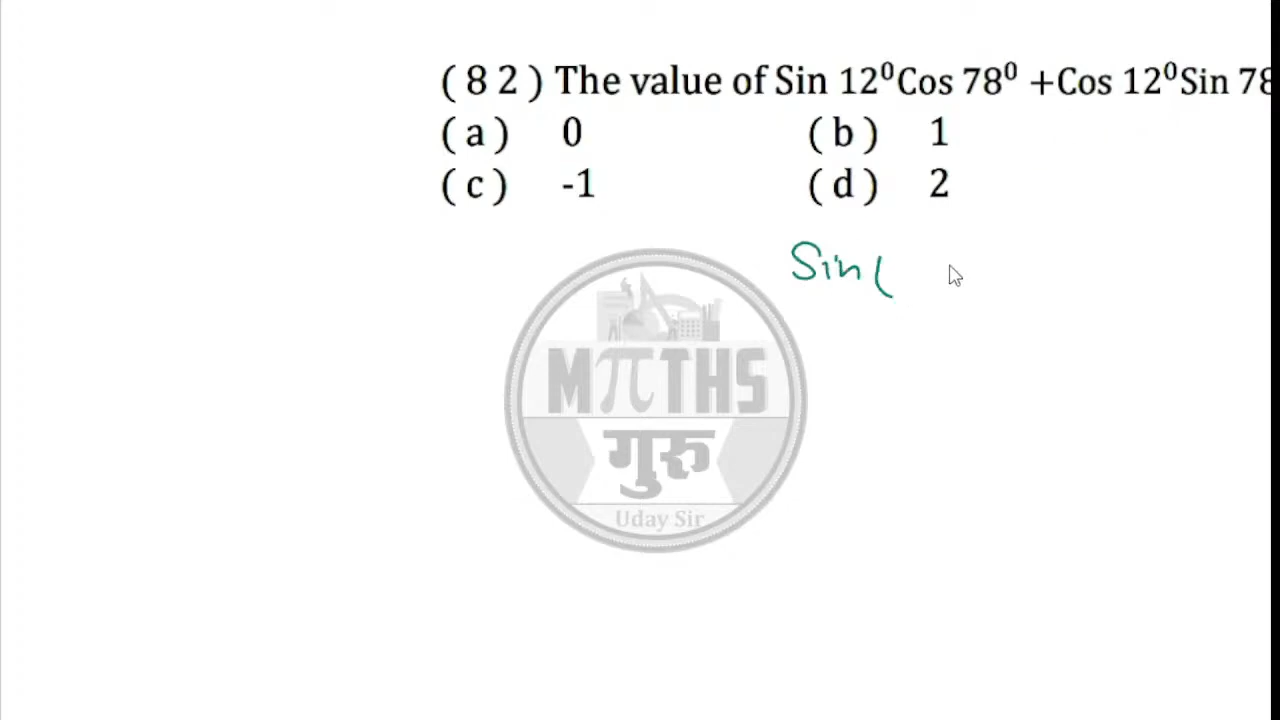 ( 8 2 ) The value of Sin 12⁰Cos 78⁰ +Cos 12⁰Sin 78
( a ) 0 ( b ) 1
( c ) -1 ( d ) 2
Sin (
MπTHS
गुरु
Uday Sir